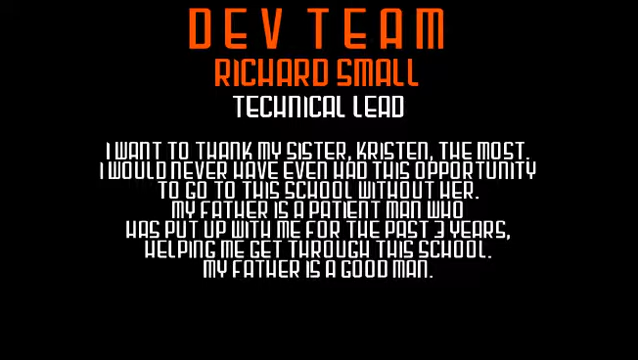 DEV TEAM
RICHARD SMALL
TECHNICAL LEAD
I WANT TO THANK MY SISTER, KRISTEN, THE MOST.
I WOULD NEVER HAVE EVEN HAD THIS OPPORTUNITY
TO GO TO THIS SCHOOL WITHOUT HER.
MY FATHER IS A PATIENT MAN WHO
HAS PUT UP WITH ME FOR THE PAST 3 YEARS,
HELPING ME GET THROUGH THIS SCHOOL.
MY FATHER IS A GOOD MAN.